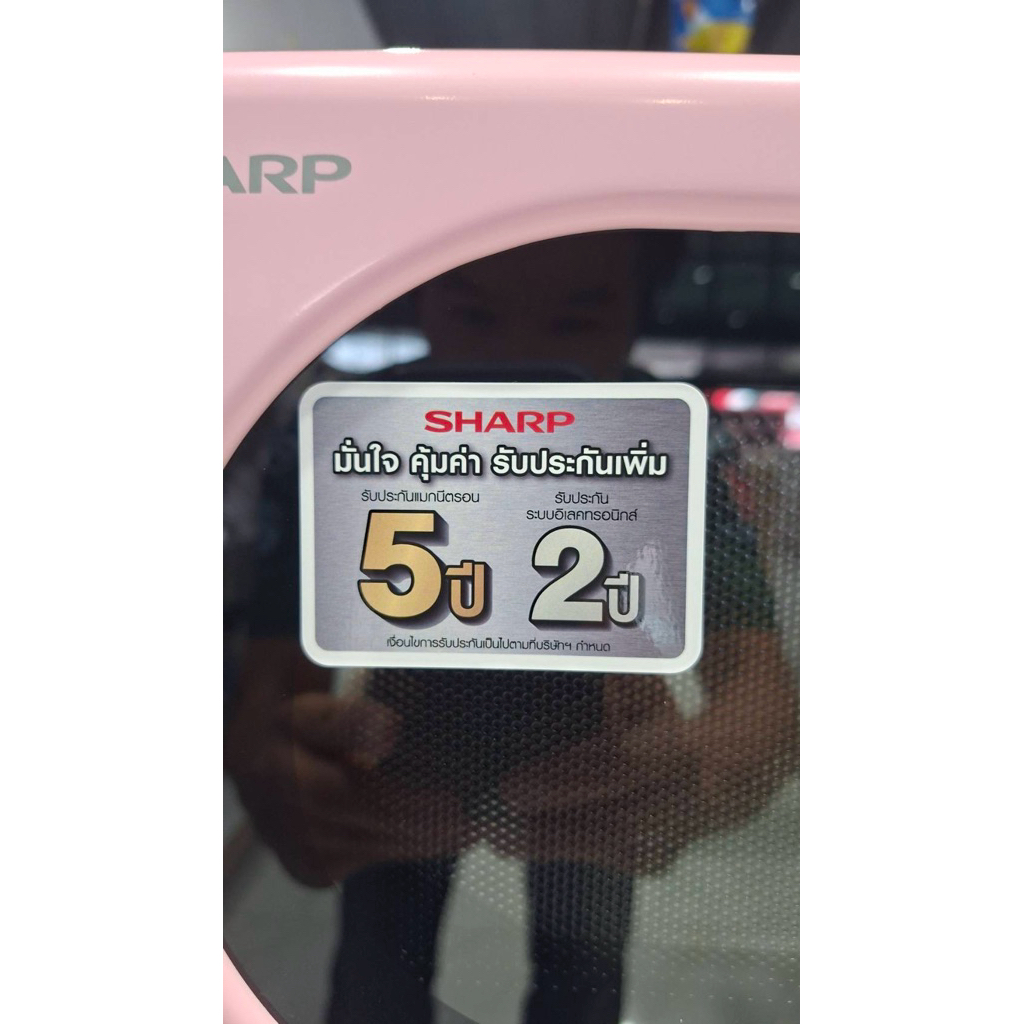 ARP
SHARP
มั่นใจ คุ้มค่า รับประกันเพิ่ม
รับประกันแมกนีตรอน
5ปี
รับประกัน
ระบบอิเลคทรอนิกส์
2ปี
เงื่อนไขการรับประกันเป็นไปตามที่บริษัทฯ กำหนด